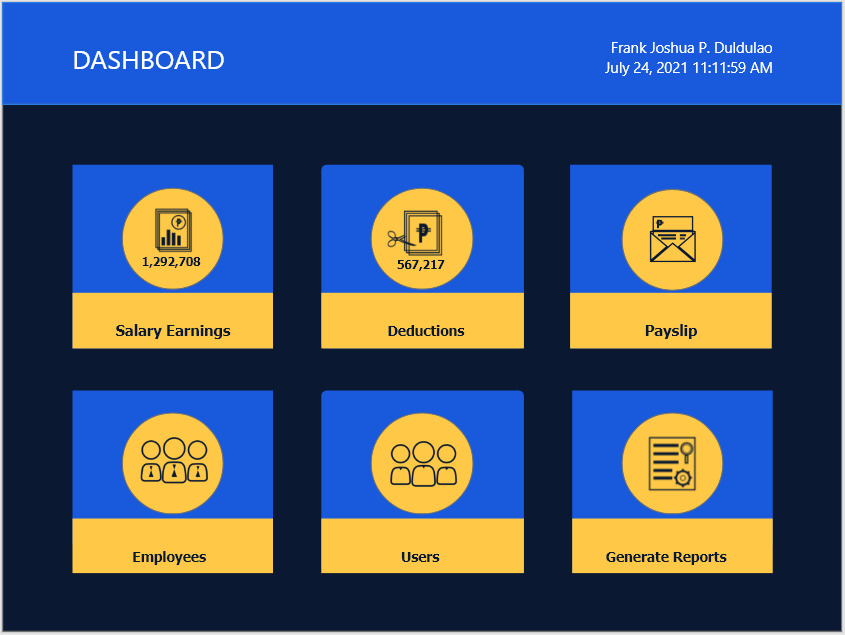 DASHBOARD
Frank Joshua P. Duldulao
July 24, 2021 11:11:59 AM
1,292,708
Salary Earnings
567,217
Deductions
Payslip
Employees
Users
Generate Reports